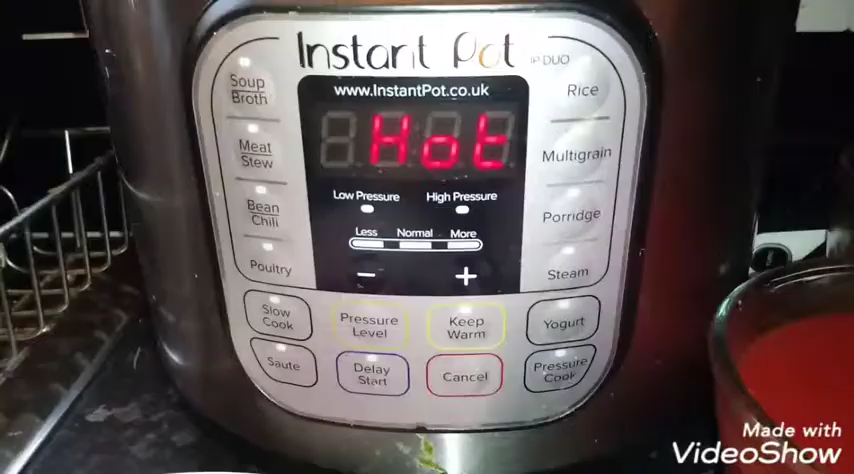 Instant Pot IP-DUO
www.InstantPot.co.uk
Hot
Soup
Broth
Meat
Stew
Bean
Chili
Poultry
Low Pressure High Pressure
Less Normal More
− +
Rice
Multigrain
Porridge
Steam
Slow
Cook
Pressure
Level
Keep
Warm
Yogurt
Saute
Delay
Start
Cancel
Pressure
Cook
Made with
VideoShow